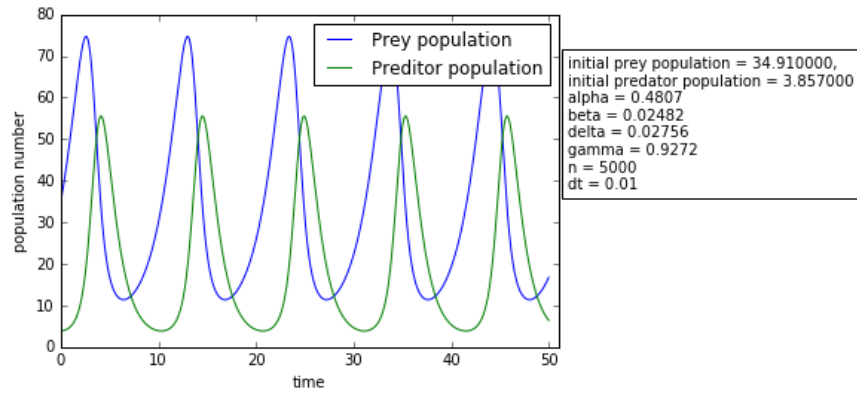 80
70
60
50
40
30
20
10
0
population number
0
10
20
30
40
50
time
Prey population
Preditor population
initial prey population = 34.910000,
initial predator population = 3.857000
alpha = 0.4807
beta = 0.02482
delta = 0.02756
gamma = 0.9272
n = 5000
dt = 0.01